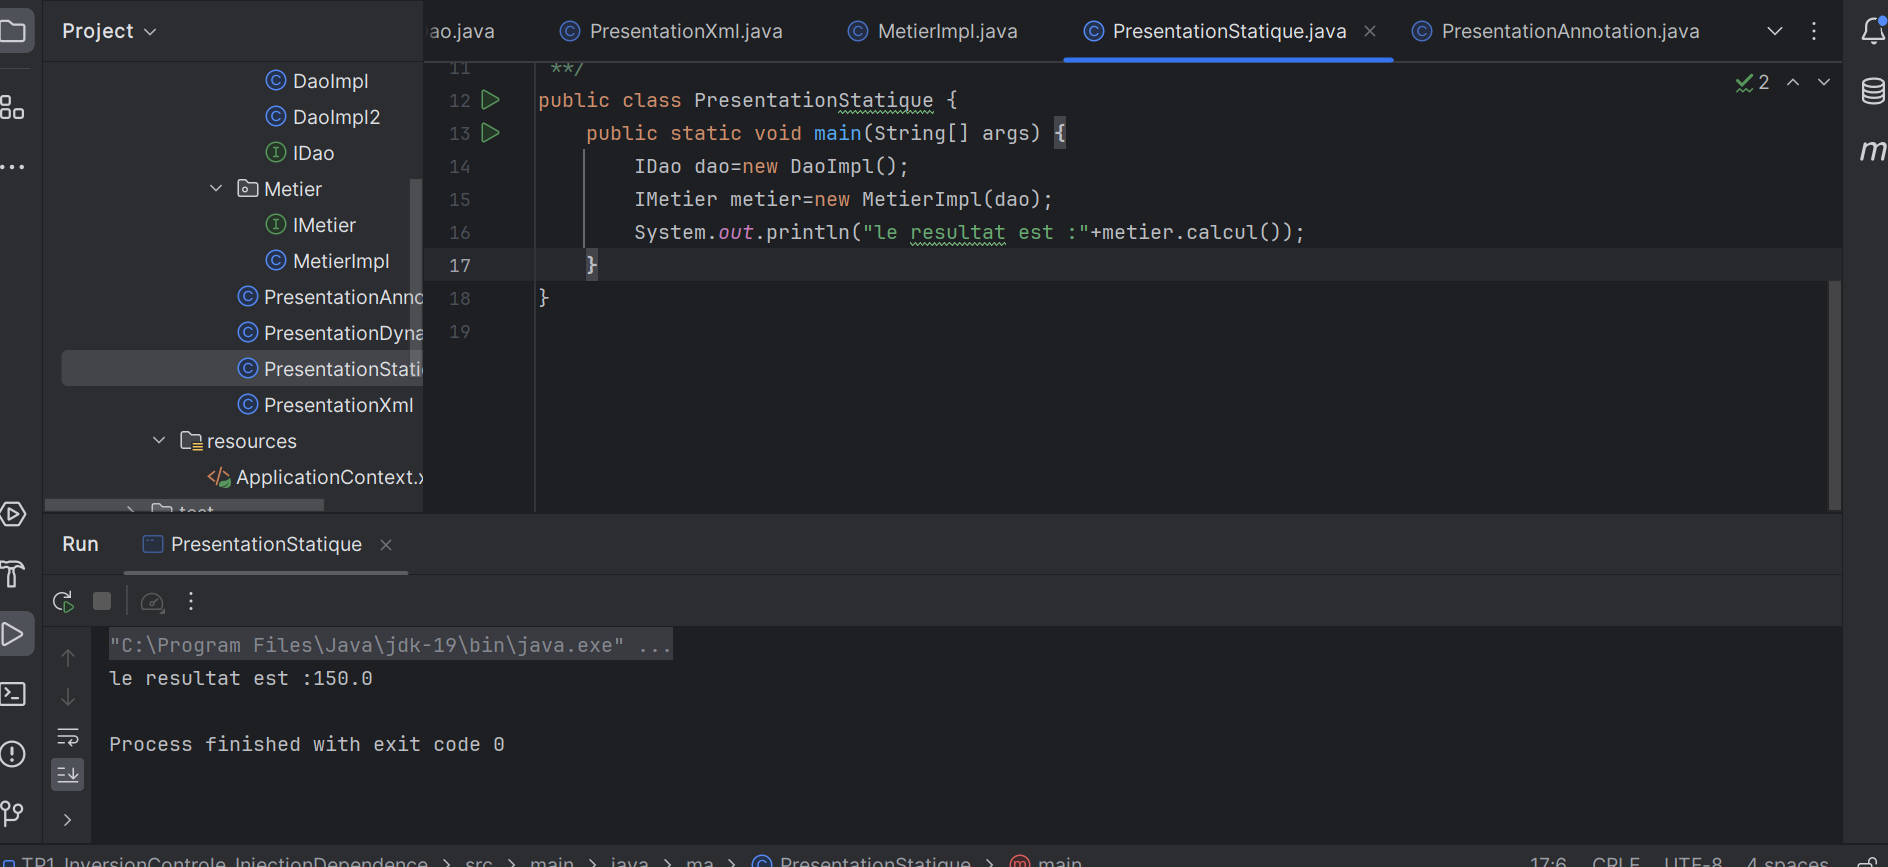 Project
ao.java
PresentationXml.java
MetierImpl.java
PresentationStatique.java
PresentationAnnotation.java
DaoImpl
DaoImpl2
IDao
Metier
IMetier
MetierImpl
PresentationAnno
PresentationDyna
PresentationStati
PresentationXml
resources
ApplicationContext.x
test
2
11 **/
12 public class PresentationStatique {
13 public static void main(String[] args) {
14 IDao dao=new DaoImpl();
15 IMetier metier=new MetierImpl(dao);
16 System.out.println("le resultat est :"+metier.calcul());
17 }
18 }
19
Run
PresentationStatique
"C:\Program Files\Java\jdk-19\bin\java.exe" ...
le resultat est :150.0
Process finished with exit code 0
TP1_InversionControle_InjectionDependence > src > main > java > ma > PresentationStatique > main
17:6 CRLF UTF-8 4 spaces